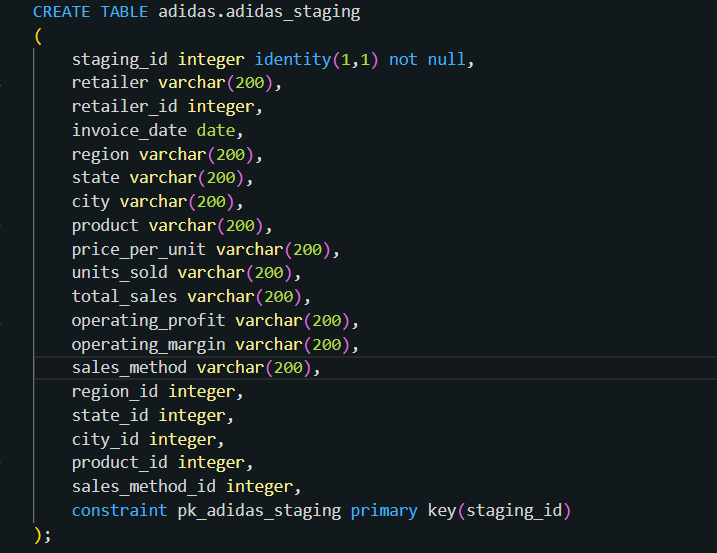 CREATE TABLE adidas.adidas_staging
(
staging_id integer identity(1,1) not null,
retailer varchar(200),
retailer_id integer,
invoice_date date,
region varchar(200),
state varchar(200),
city varchar(200),
product varchar(200),
price_per_unit varchar(200),
units_sold varchar(200),
total_sales varchar(200),
operating_profit varchar(200),
operating_margin varchar(200),
sales_method varchar(200),
region_id integer,
state_id integer,
city_id integer,
product_id integer,
sales_method_id integer,
constraint pk_adidas_staging primary key(staging_id)
);